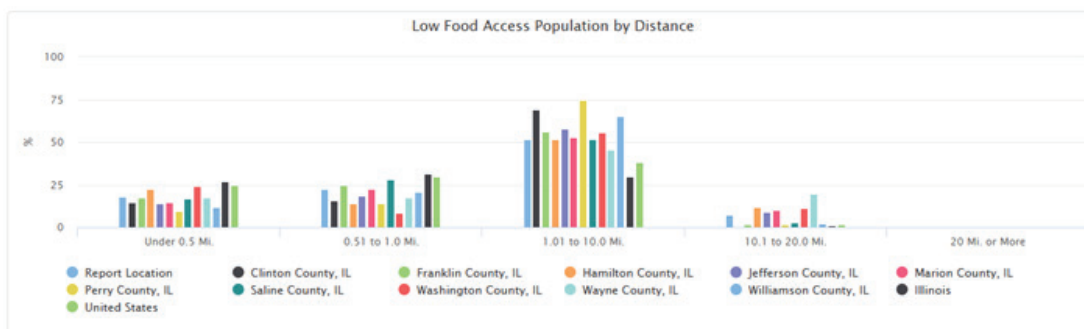 Low Food Access Population by Distance
100
75
50
25
0
%
Under 0.5 Mi. 0.51 to 1.0 Mi. 1.01 to 10.0 Mi. 10.1 to 20.0 Mi. 20 Mi. or More
Report Location Clinton County, IL Franklin County, IL Hamilton County, IL Jefferson County, IL Marion County, IL
Perry County, IL Saline County, IL Washington County, IL Wayne County, IL Williamson County, IL Illinois
United States